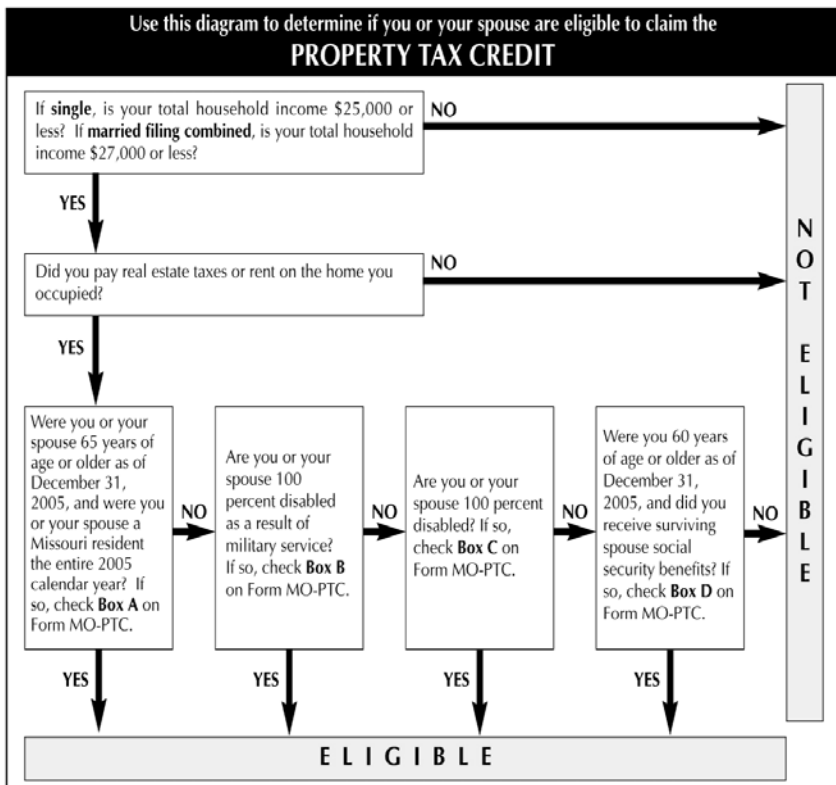 Use this diagram to determine if you or your spouse are eligible to claim the
PROPERTY TAX CREDIT
If single, is your total household income $25,000 or
less? If married filing combined, is your total household
income $27,000 or less?
NO
YES
Did you pay real estate taxes or rent on the home you
occupied?
NO
YES
Were you or your
spouse 65 years of
age or older as of
December 31,
2005, and were you
or your spouse a
Missouri resident
the entire 2005
calendar year? If
so, check Box A on
Form MO-PTC.
NO
Are you or your
spouse 100
percent disabled
as a result of
military service?
If so, check Box B
on Form MO-PTC.
NO
Are you or your
spouse 100 percent
disabled? If so,
check Box C on
Form MO-PTC.
NO
Were you 60 years
of age or older as of
December 31,
2005, and did you
receive surviving
spouse social
security benefits? If
so, check Box D on
Form MO-PTC.
NO
YES
YES
YES
YES
NOT ELIGIBLE
ELIGIBLE